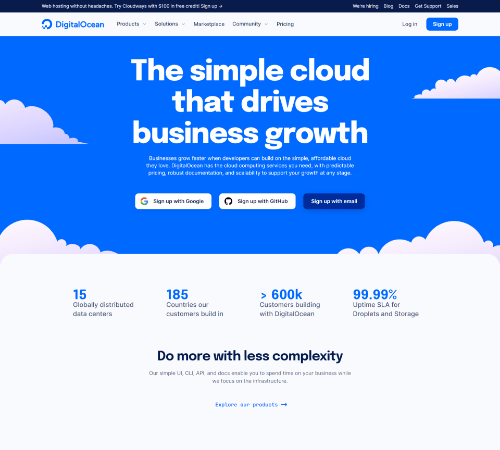 Web hosting without headaches. Try Cloudways with $100 in free credit! Sign up →
We're hiring Blog Docs Get Support Sales
DigitalOcean Products Solutions Marketplace Community Pricing Log in Sign up
The simple cloud
that drives
business growth
Businesses grow faster when developers can build on the simple, affordable cloud
they love. DigitalOcean has the cloud computing services you need, with predictable
pricing, robust documentation, and scalability to support your growth at any stage.
Sign up with Google Sign up with GitHub Sign up with email
15
Globally distributed
data centers
185
Countries our
customers build in
> 600k
Customers building
with DigitalOcean
99.99%
Uptime SLA for
Droplets and Storage
Do more with less complexity
Our simple UI, CLI, API, and docs enable you to spend time on your business while
we focus on the infrastructure.
Explore our products →